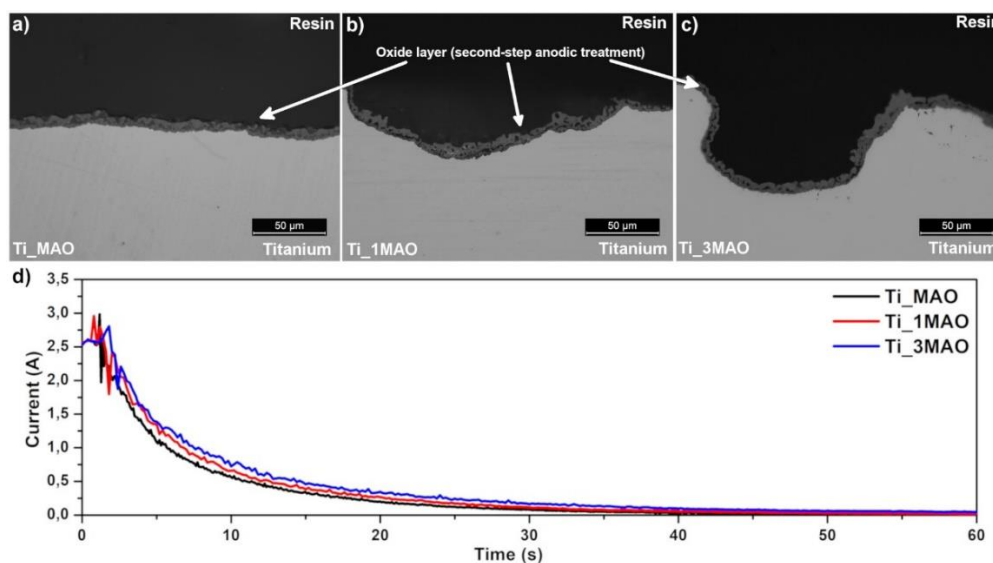 a)
Resin
b)
Resin
c)
Resin
Oxide layer (second-step anodic treatment)
50 µm
50 µm
50 µm
Ti_MAO
Titanium
Ti_1MAO
Titanium
Ti_3MAO
Titanium
d)
3,5
3,0
2,5
2,0
1,5
1,0
0,5
0,0
Current (A)
Ti_MAO
Ti_1MAO
Ti_3MAO
0
10
20
30
40
50
60
Time (s)